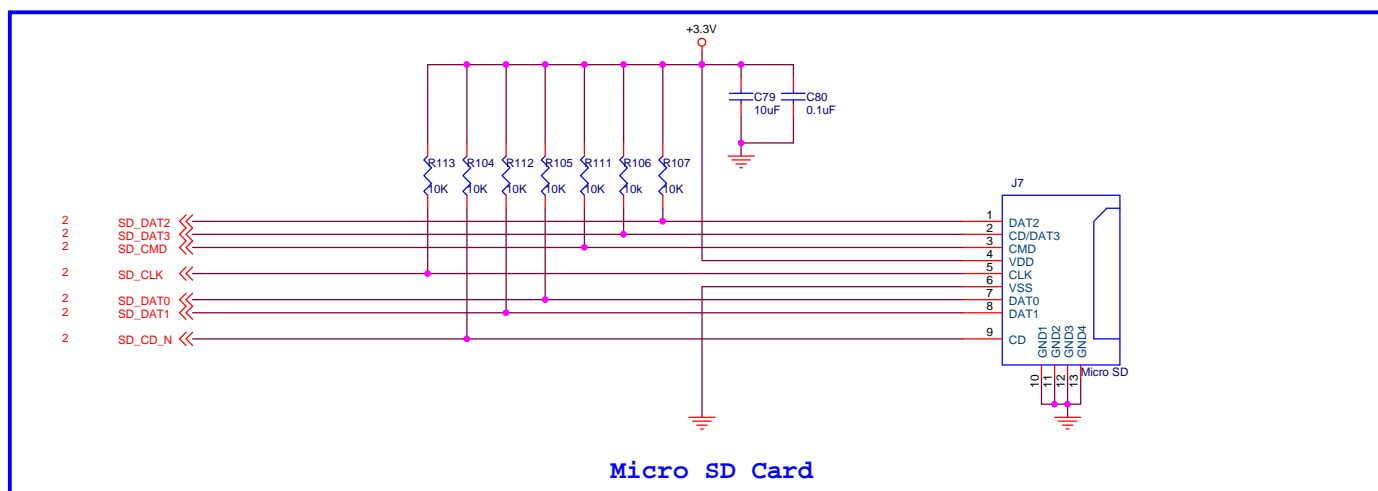 +3.3V
C79 C80
10uF 0.1uF
R113 R104 R112 R105 R111 R106 R107
10K 10K 10K 10K 10K 10k 10K
J7
2 SD_DAT2 1 DAT2
2 SD_DAT3 2 CD/DAT3
2 SD_CMD 3 CMD
4 VDD
2 SD_CLK 5 CLK
6 VSS
2 SD_DAT0 7 DAT0
2 SD_DAT1 8 DAT1
2 SD_CD_N 9 CD
GND1 GND2 GND3 GND4
10 11 12 13
Micro SD
Micro SD Card